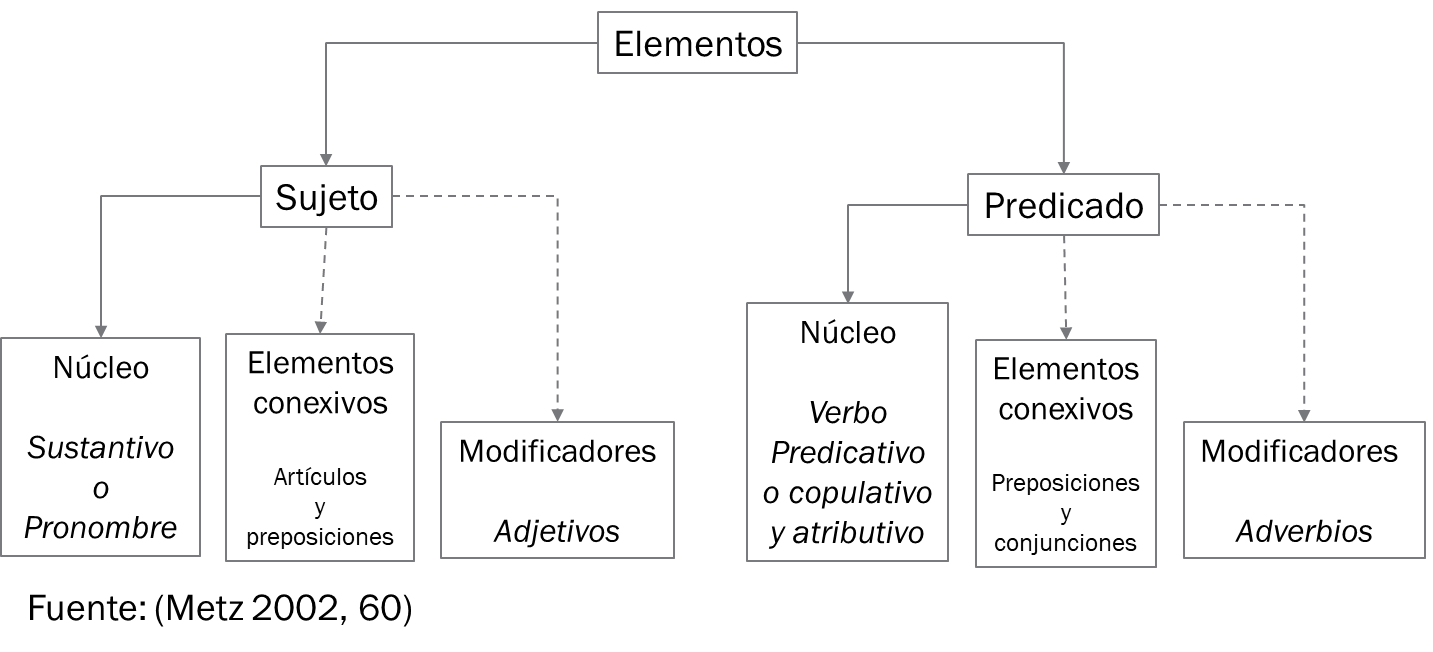 Elementos
Sujeto
Predicado
Núcleo
Sustantivo
o
Pronombre
Elementos
conexivos
Artículos
y
preposiciones
Modificadores
Adjetivos
Núcleo
Verbo
Predicativo
o copulativo
y atributivo
Elementos
conexivos
Preposiciones
y
conjunciones
Modificadores
Adverbios
Fuente: (Metz 2002, 60)